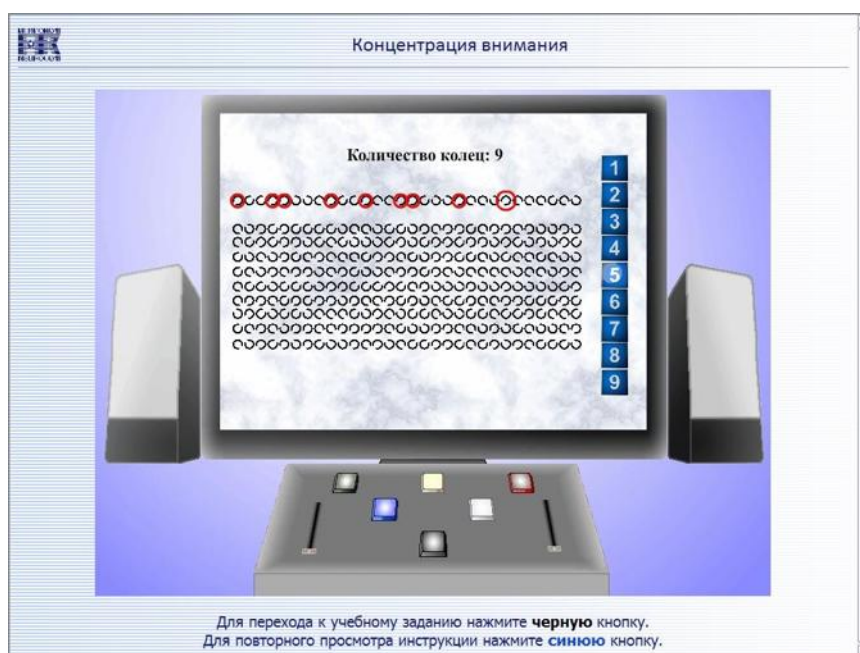 Концентрация внимания
Количество колец: 9
1
2
3
4
5
6
7
8
9
Для перехода к учебному заданию нажмите черную кнопку.
Для повторного просмотра инструкции нажмите синюю кнопку.